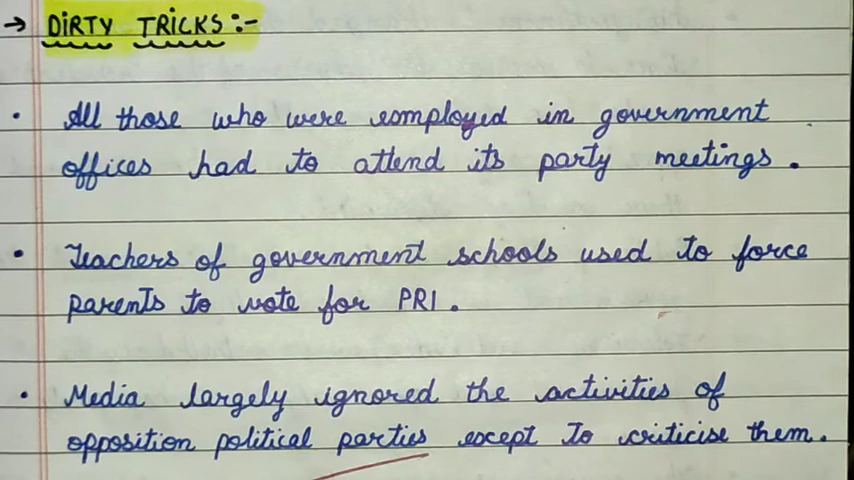 → DIRTY TRICKS:-
• All those who were employed in government
offices had to attend its party meetings.
• Teachers of government schools used to force
parents to vote for PRI.
• Media largely ignored the activities of
opposition political parties except to criticise them.